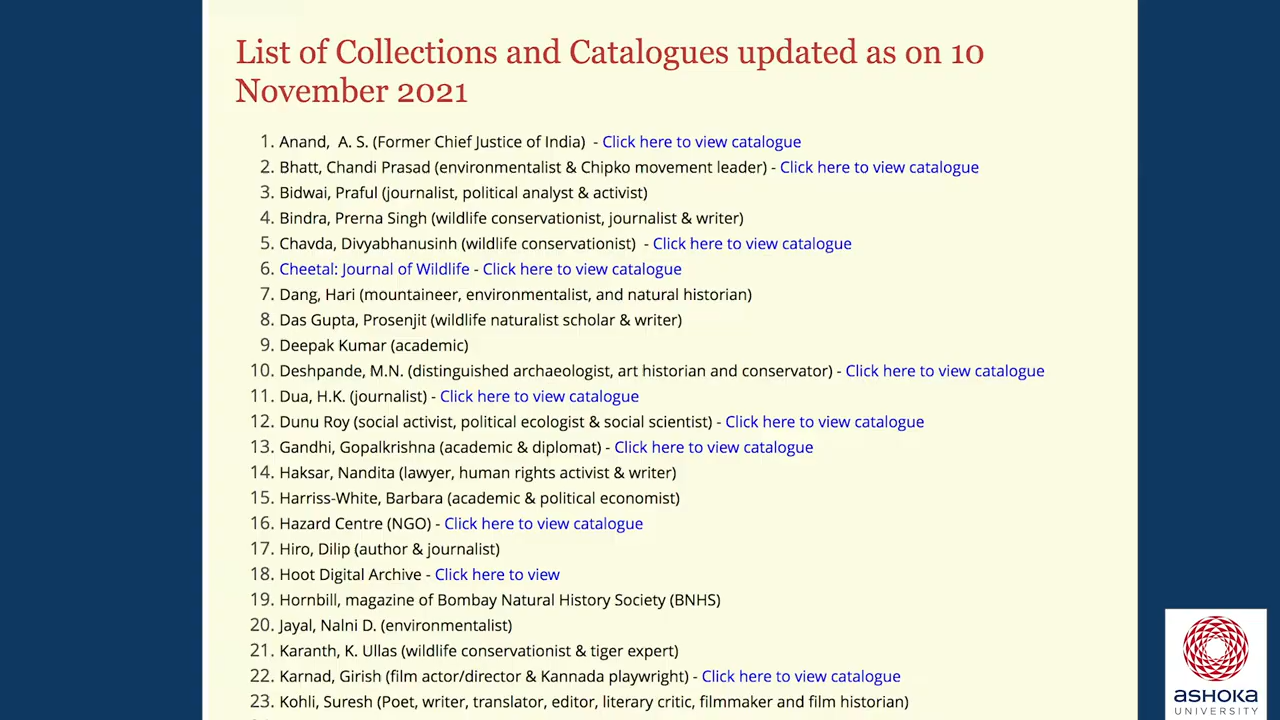 List of Collections and Catalogues updated as on 10
November 2021
1. Anand, A. S. (Former Chief Justice of India) - Click here to view catalogue
2. Bhatt, Chandi Prasad (environmentalist & Chipko movement leader) - Click here to view catalogue
3. Bidwai, Praful (journalist, political analyst & activist)
4. Bindra, Prerna Singh (wildlife conservationist, journalist & writer)
5. Chavda, Divyabhanusinh (wildlife conservationist) - Click here to view catalogue
6. Cheetal: Journal of Wildlife - Click here to view catalogue
7. Dang, Hari (mountaineer, environmentalist, and natural historian)
8. Das Gupta, Prosenjit (wildlife naturalist scholar & writer)
9. Deepak Kumar (academic)
10. Deshpande, M.N. (distinguished archaeologist, art historian and conservator) - Click here to view catalogue
11. Dua, H.K. (journalist) - Click here to view catalogue
12. Dunu Roy (social activist, political ecologist & social scientist) - Click here to view catalogue
13. Gandhi, Gopalkrishna (academic & diplomat) - Click here to view catalogue
14. Haksar, Nandita (lawyer, human rights activist & writer)
15. Harriss-White, Barbara (academic & political economist)
16. Hazard Centre (NGO) - Click here to view catalogue
17. Hiro, Dilip (author & journalist)
18. Hoot Digital Archive - Click here to view
19. Hornbill, magazine of Bombay Natural History Society (BNHS)
20. Jayal, Nalni D. (environmentalist)
21. Karanth, K. Ullas (wildlife conservationist & tiger expert)
22. Karnad, Girish (film actor/director & Kannada playwright) - Click here to view catalogue
23. Kohli, Suresh (Poet, writer, translator, editor, literary critic, filmmaker and film historian)
ASHOKA
UNIVERSITY